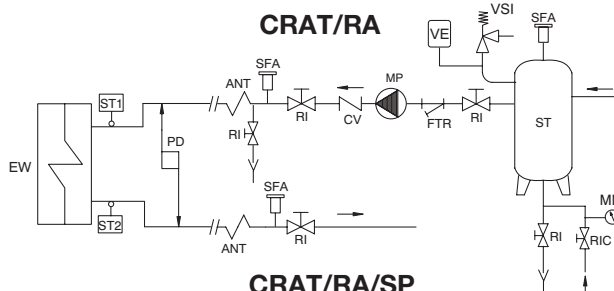 CRAT/RA
VSI
VE
SFA
SFA
ANT
MP
ST1
RI
CV
FTR
RI
ST
RI
PD
EW
SFA
ST2
ANT
RI
RI
RIC
CRAT/RA/SP